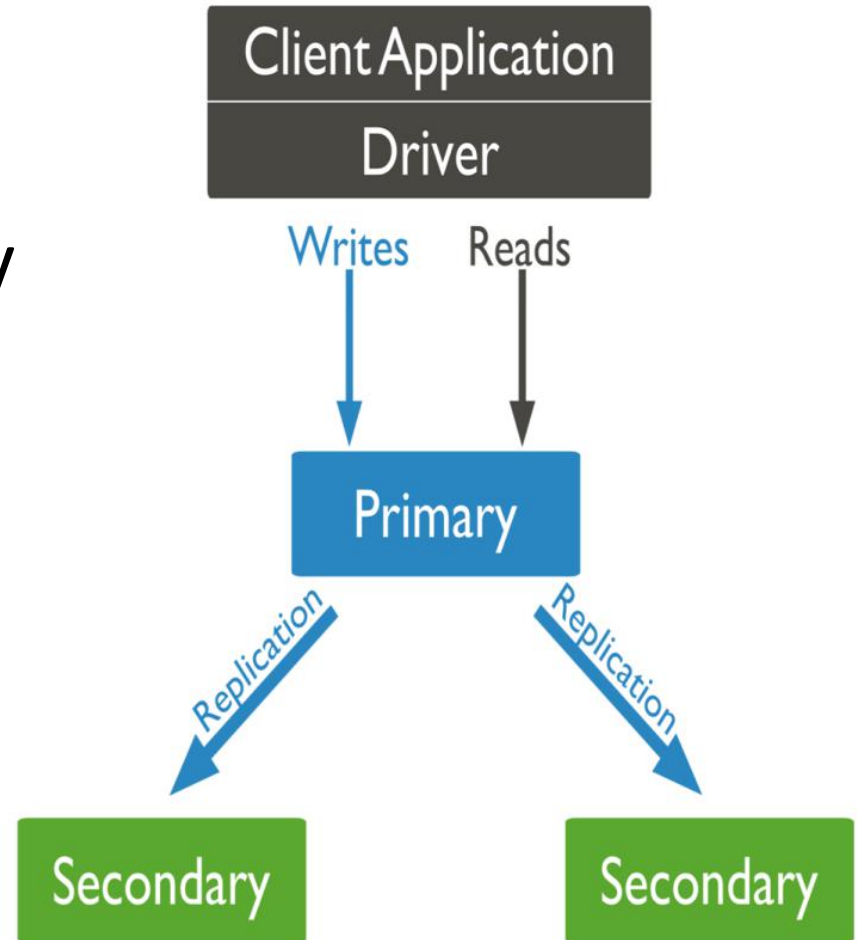 Client Application
Driver
Writes Reads
y
Primary
Replication Replication
Secondary Secondary